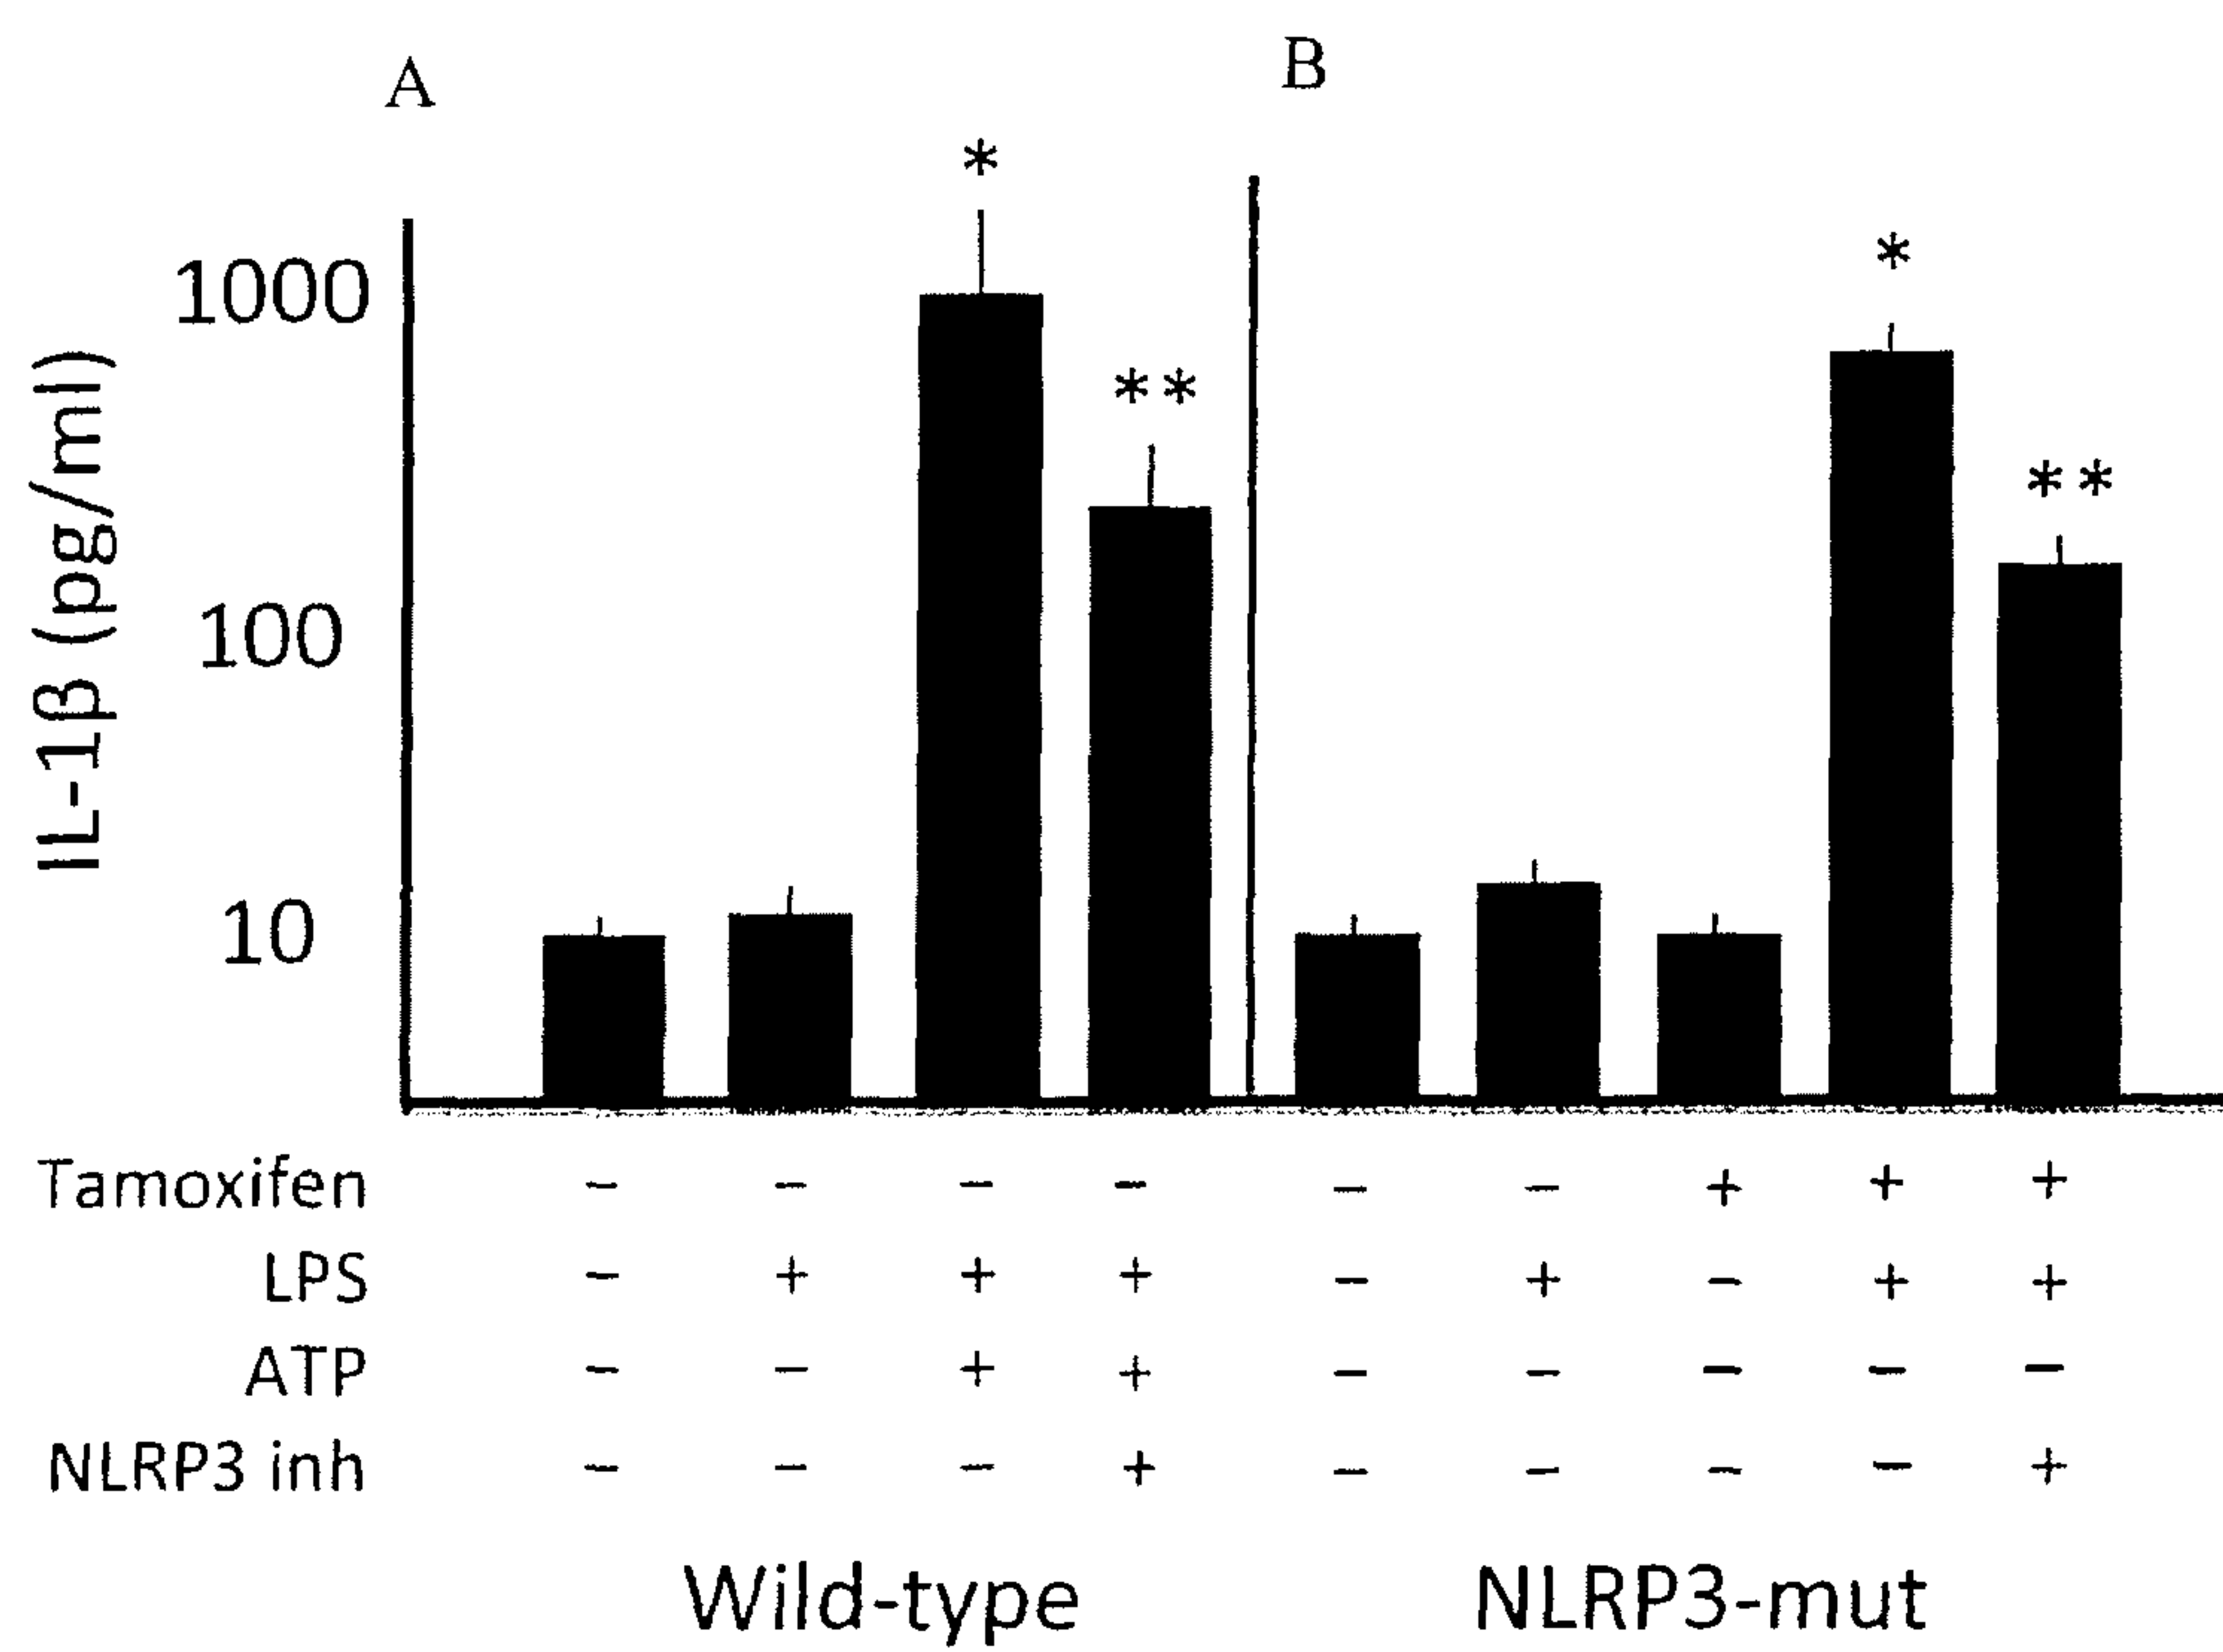 A B
* *
** **
IL-1β (pg/ml)
1000
100
10
Tamoxifen − − − − − − + + +
LPS − + + + − + − + +
ATP − − + + − − − − −
NLRP3 inh − − − + − − − − +
Wild-type NLRP3-mut